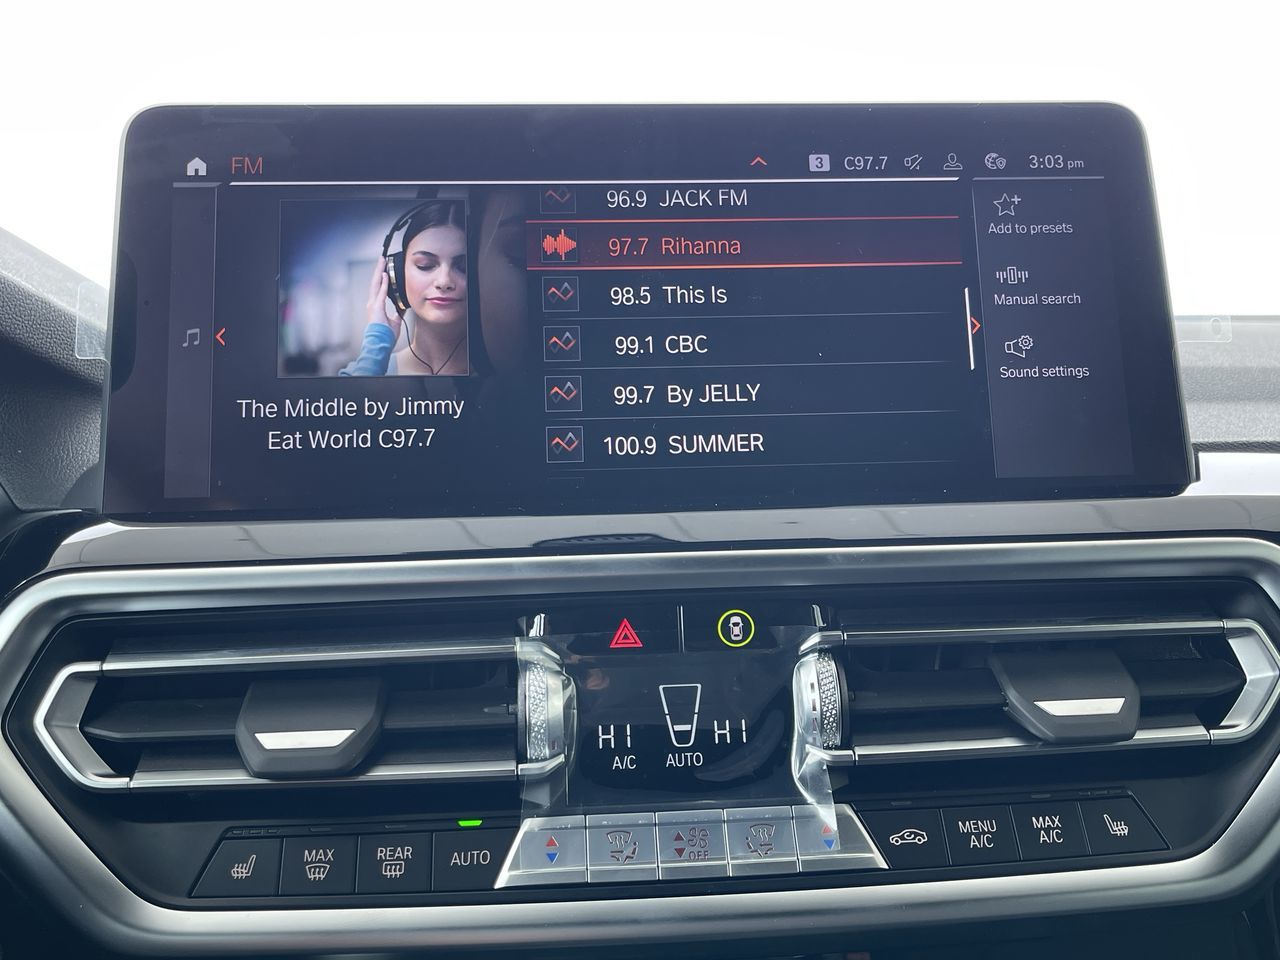 FM
3 C97.7 3:03 pm
96.9 JACK FM
97.7 Rihanna
98.5 This Is
99.1 CBC
99.7 By JELLY
100.9 SUMMER
The Middle by Jimmy
Eat World C97.7
Add to presets
Manual search
Sound settings
HI HI
A/C AUTO
MAX
REAR
AUTO
OFF
MENU
A/C
MAX
A/C